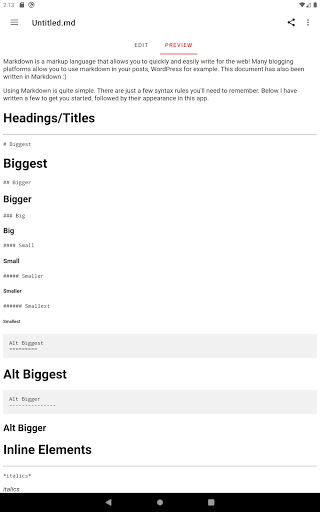 2:13
Untitled.md
EDIT
PREVIEW
Markdown is a markup language that allows you to quickly and easily write for the web! Many blogging
platforms allow you to use markdown in your posts, WordPress for example. This document has also been
written in Markdown :)
Using Markdown is quite simple. There are just a few syntax rules you'll need to remember. Below I have
written a few to get you started, followed by their appearance in this app.
Headings/Titles
# Biggest
Biggest
## Bigger
Bigger
### Big
Big
#### Small
Small
##### Smaller
Smaller
###### Smallest
Smallest
Alt Biggest
=========
Alt Biggest
Alt Bigger
---------------
Alt Bigger
Inline Elements
*italics*
italics